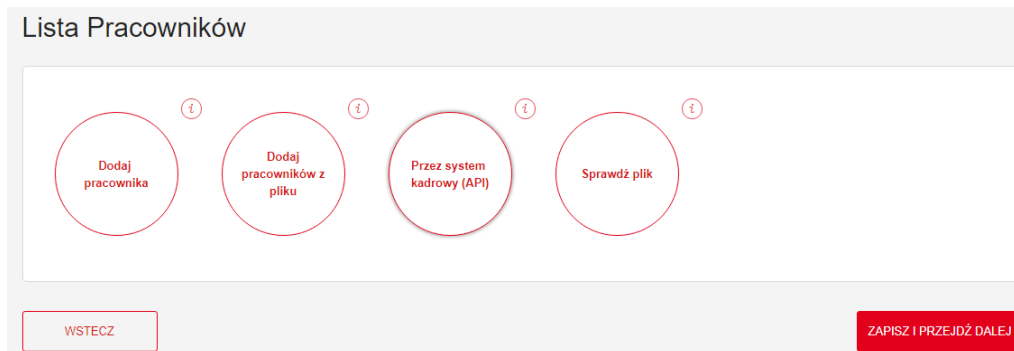 Lista Pracowników
i
i
i
i
Dodaj
pracownika
Dodaj
pracowników z
pliku
Przez system
kadrowy (API)
Sprawdź plik
WSTECZ
ZAPISZ I PRZEJDŹ DALEJ